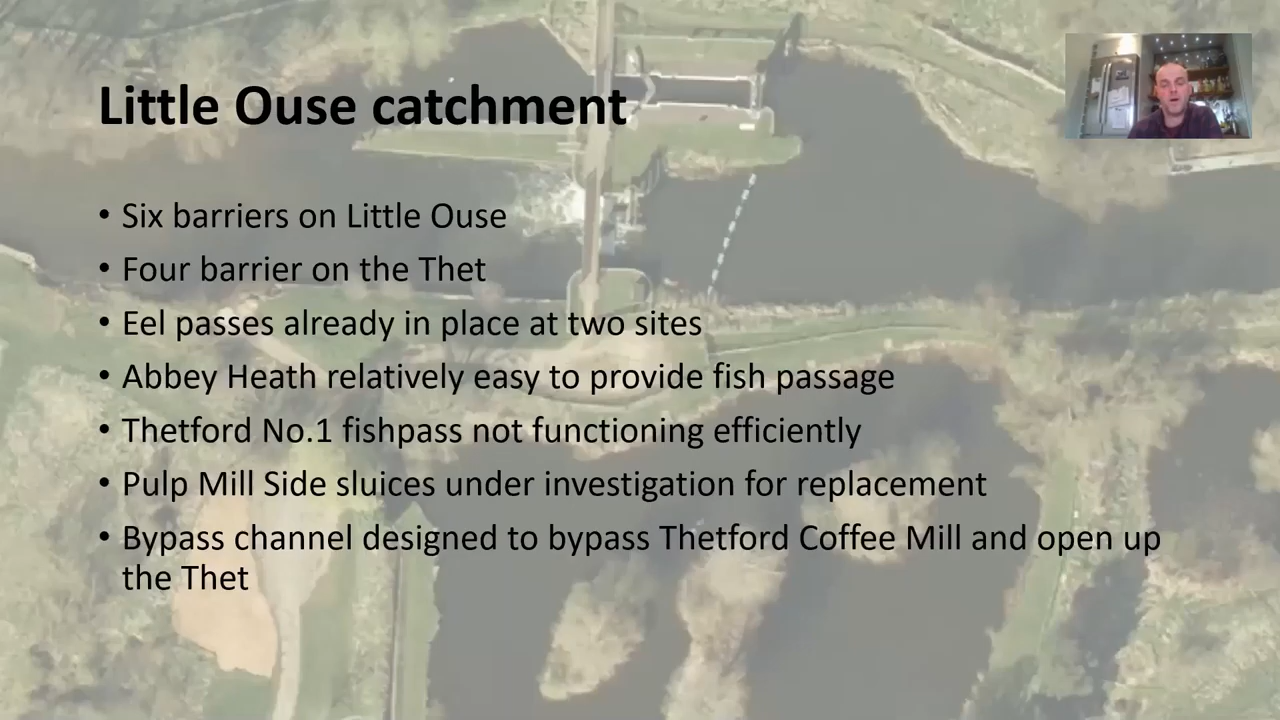 Little Ouse catchment
• Six barriers on Little Ouse
• Four barrier on the Thet
• Eel passes already in place at two sites
• Abbey Heath relatively easy to provide fish passage
• Thetford No.1 fishpass not functioning efficiently
• Pulp Mill Side sluices under investigation for replacement
• Bypass channel designed to bypass Thetford Coffee Mill and open up
the Thet